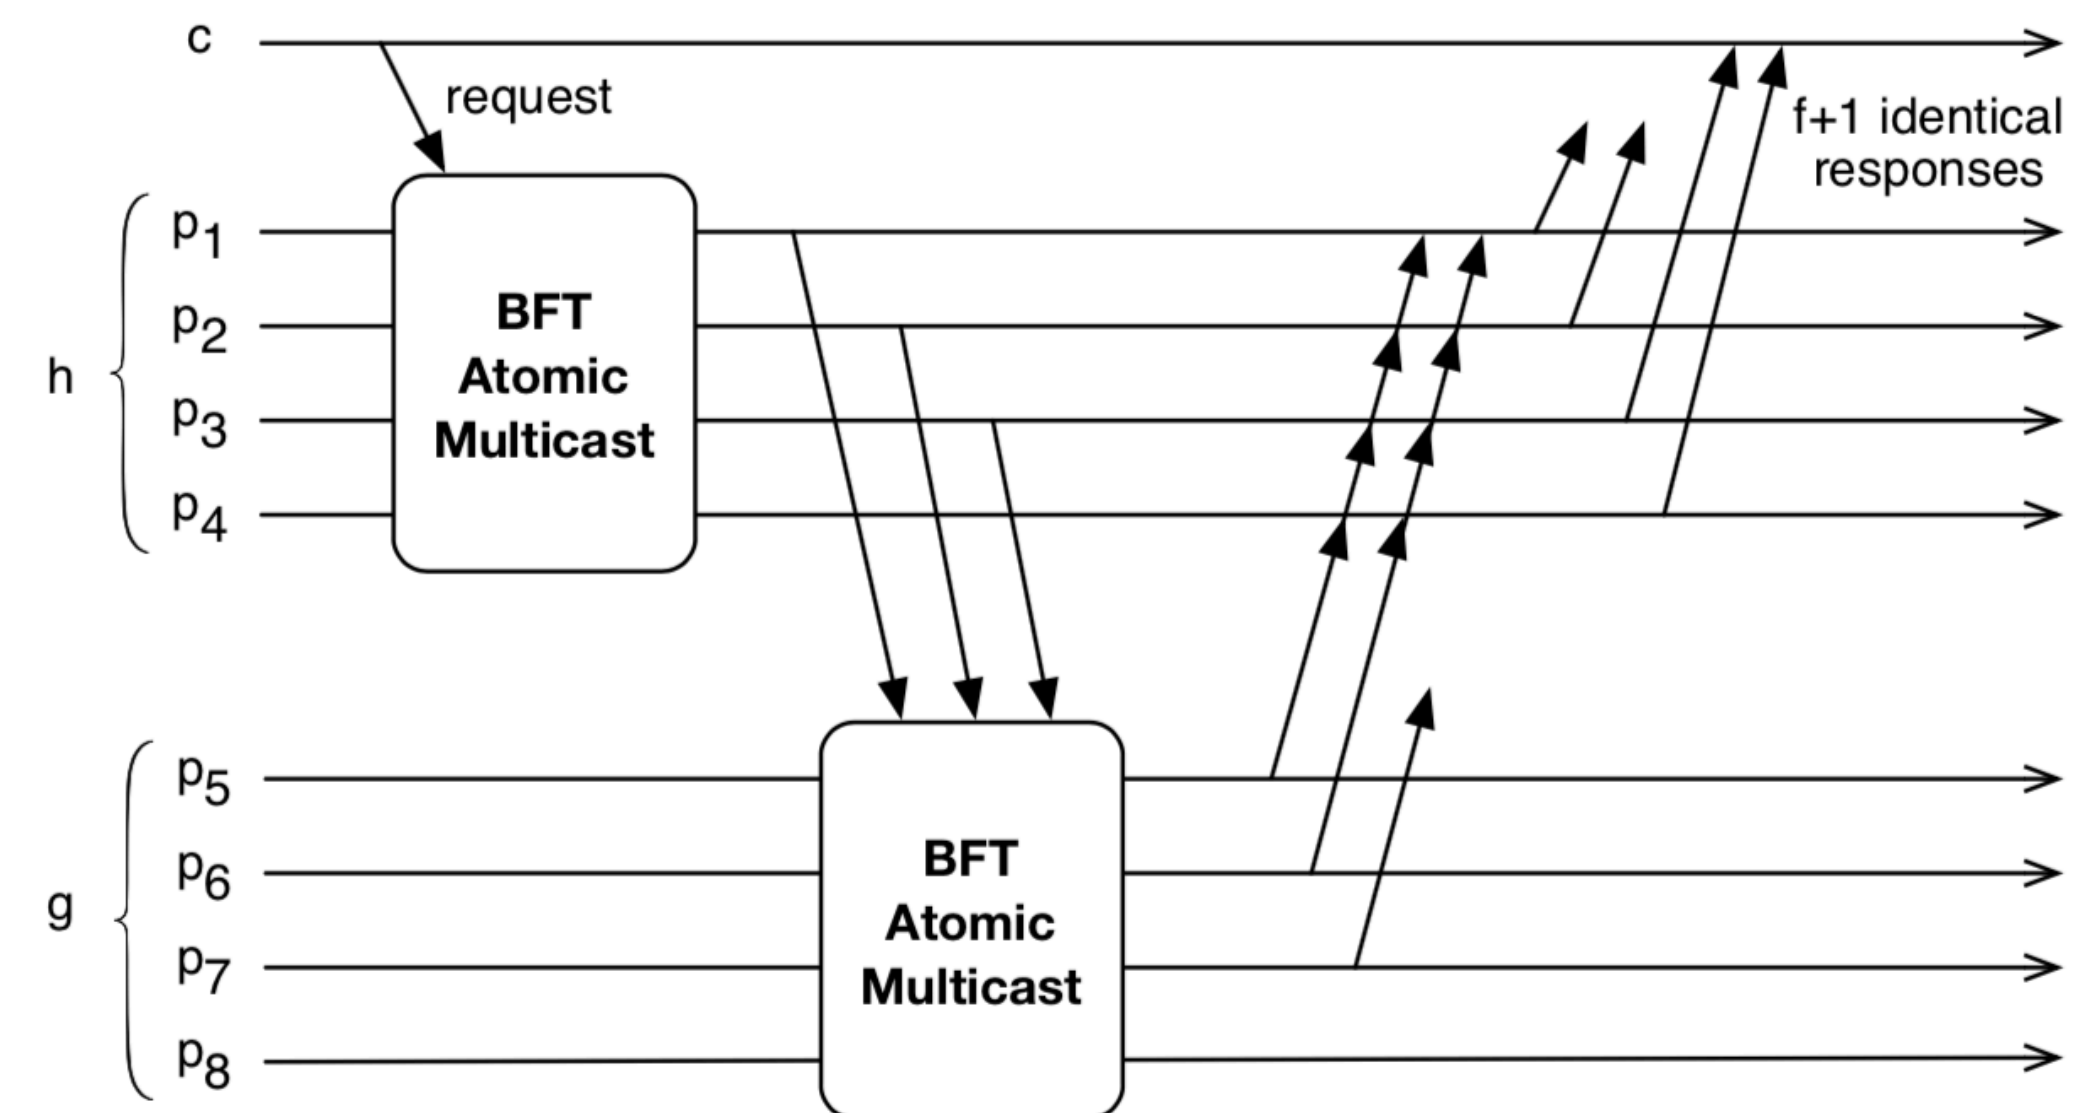 c
request
f+1 identical
responses
h
p1
p2
p3
p4
BFT
Atomic
Multicast
g
p5
p6
p7
p8
BFT
Atomic
Multicast